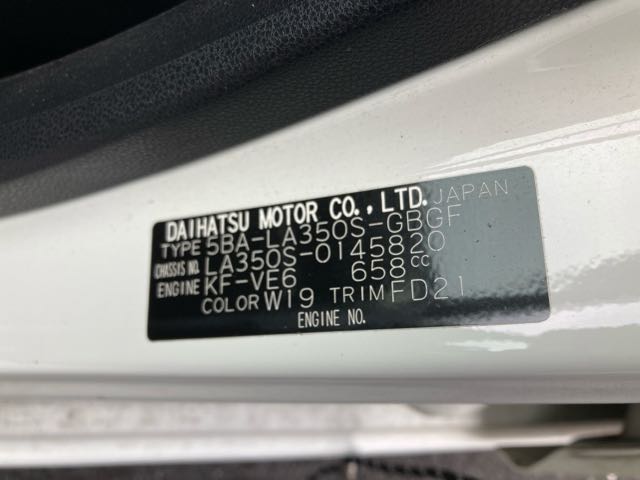 DAIHATSU MOTOR CO., LTD. JAPAN
TYPE 5BA-LA350S-GBGF
CHASSIS NO. LA350S-0145820
ENGINE KF-VE6 658cc
COLOR W19 TRIM FD21
ENGINE NO.